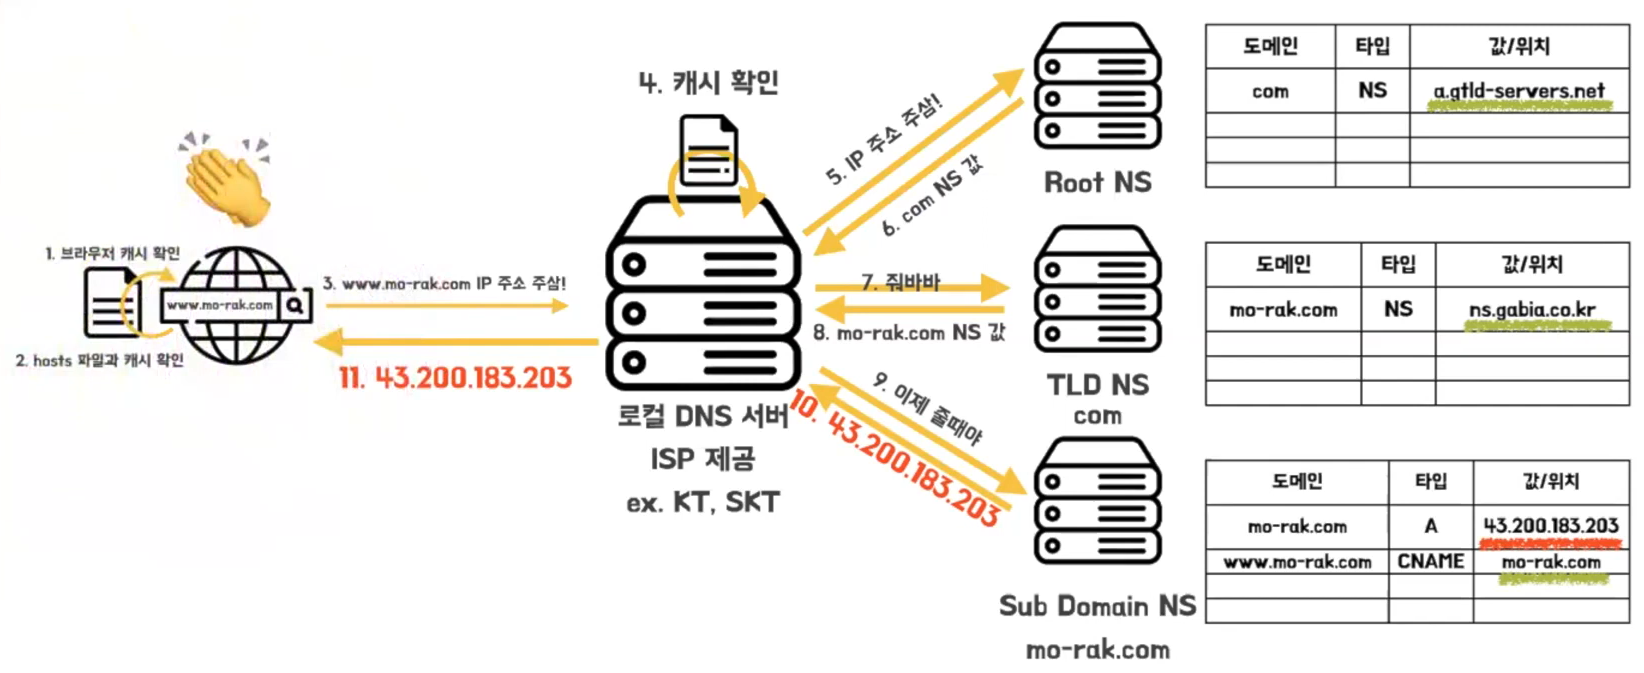 1. 브라우저 캐시 확인
www.mo-rak.com
2. hosts 파일과 캐시 확인
3. www.mo-rak.com IP 주소 주삼!
11. 43.200.183.203
4. 캐시 확인
로컬 DNS 서버
ISP 제공
ex. KT, SKT
5. IP 주소 주삼!
6. com NS 값
7. 줘바바
8. mo-rak.com NS 값
9. 이제 줄때야
10. 43.200.183.203
Root NS
도메인 타입 값/위치
com NS a.gtld-servers.net
TLD NS
com
도메인 타입 값/위치
mo-rak.com NS ns.gabia.co.kr
Sub Domain NS
mo-rak.com
도메인 타입 값/위치
mo-rak.com A 43.200.183.203
www.mo-rak.com CNAME mo-rak.com